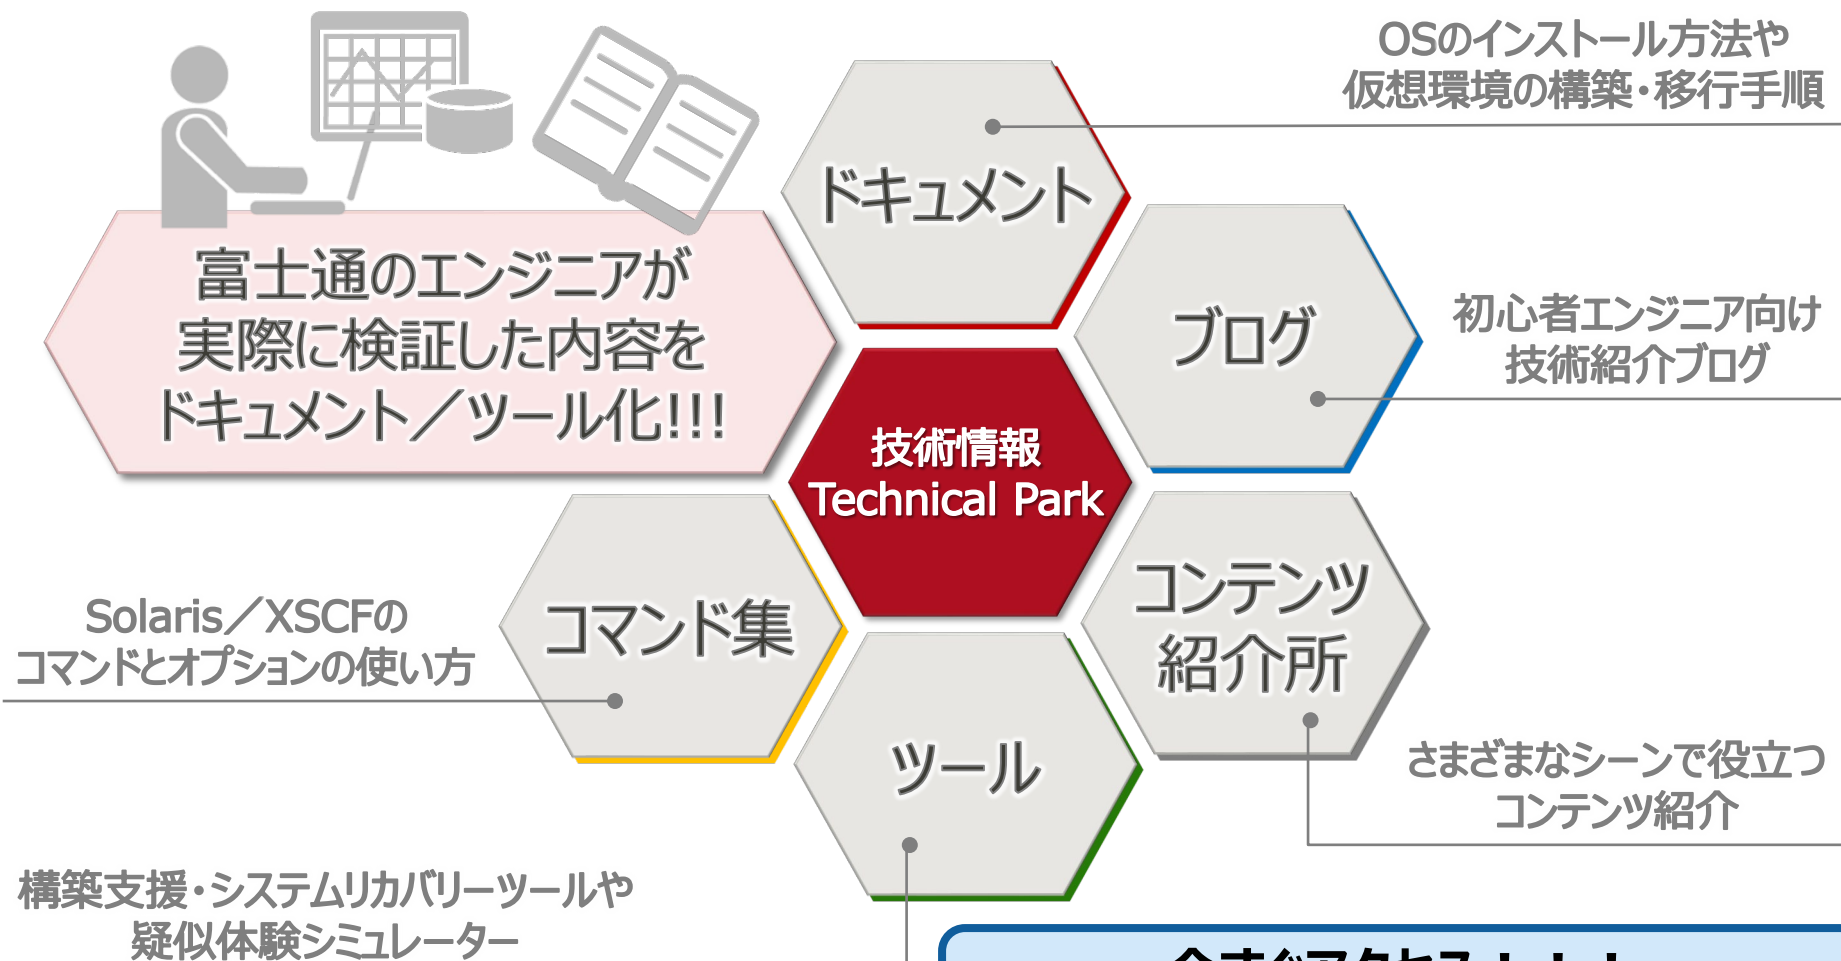 OSのインストール方法や
仮想環境の構築・移行手順
ドキュメント
富士通のエンジニアが
実際に検証した内容を
ドキュメント／ツール化!!!
ブログ
初心者エンジニア向け
技術紹介ブログ
技術情報
Technical Park
コンテンツ
紹介所
コマンド集
Solaris／XSCFの
コマンドとオプションの使い方
ツール
さまざまなシーンで役立つ
コンテンツ紹介
構築支援・システムリカバリーツールや
疑似体験シミュレーター